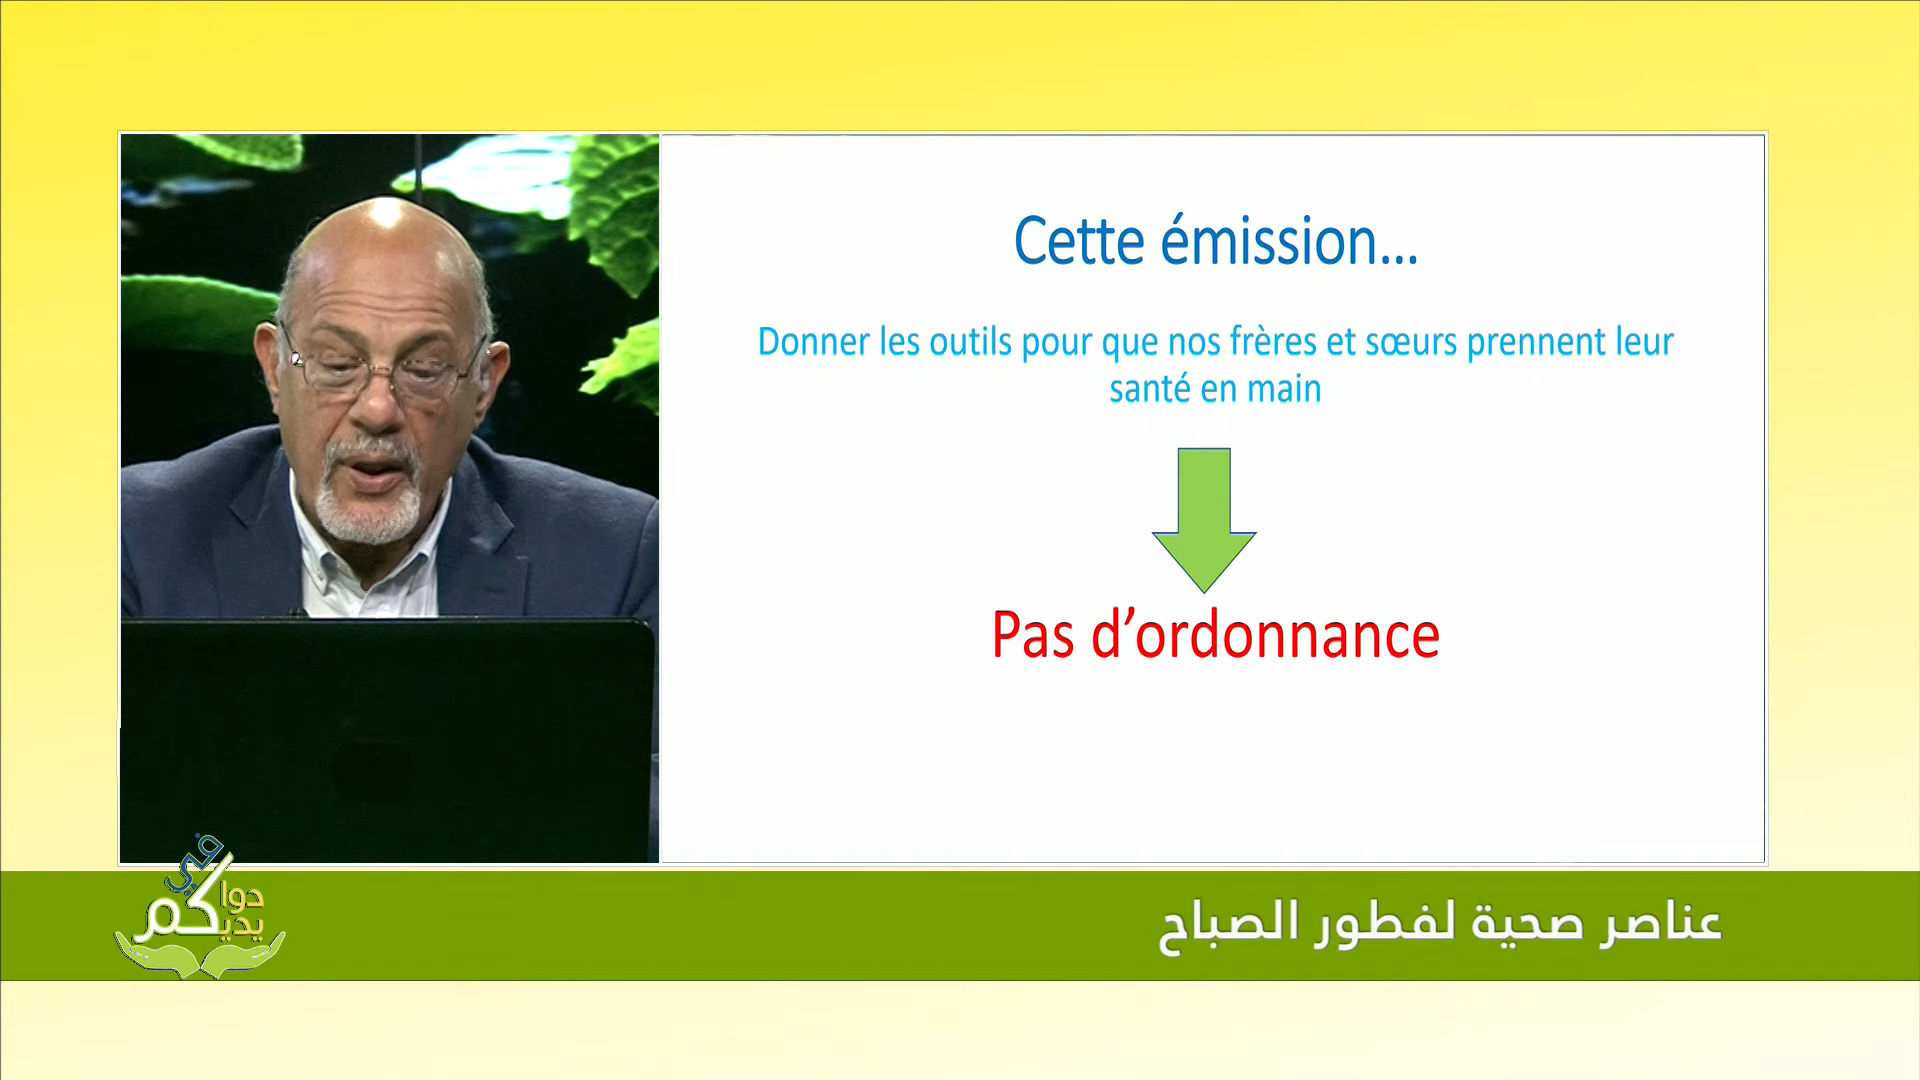 Cette émission...
Donner les outils pour que nos frères et sœurs prennent leur
santé en main
Pas d’ordonnance
عناصر صحية لفطور الصباح
دواكم
في
يديكم